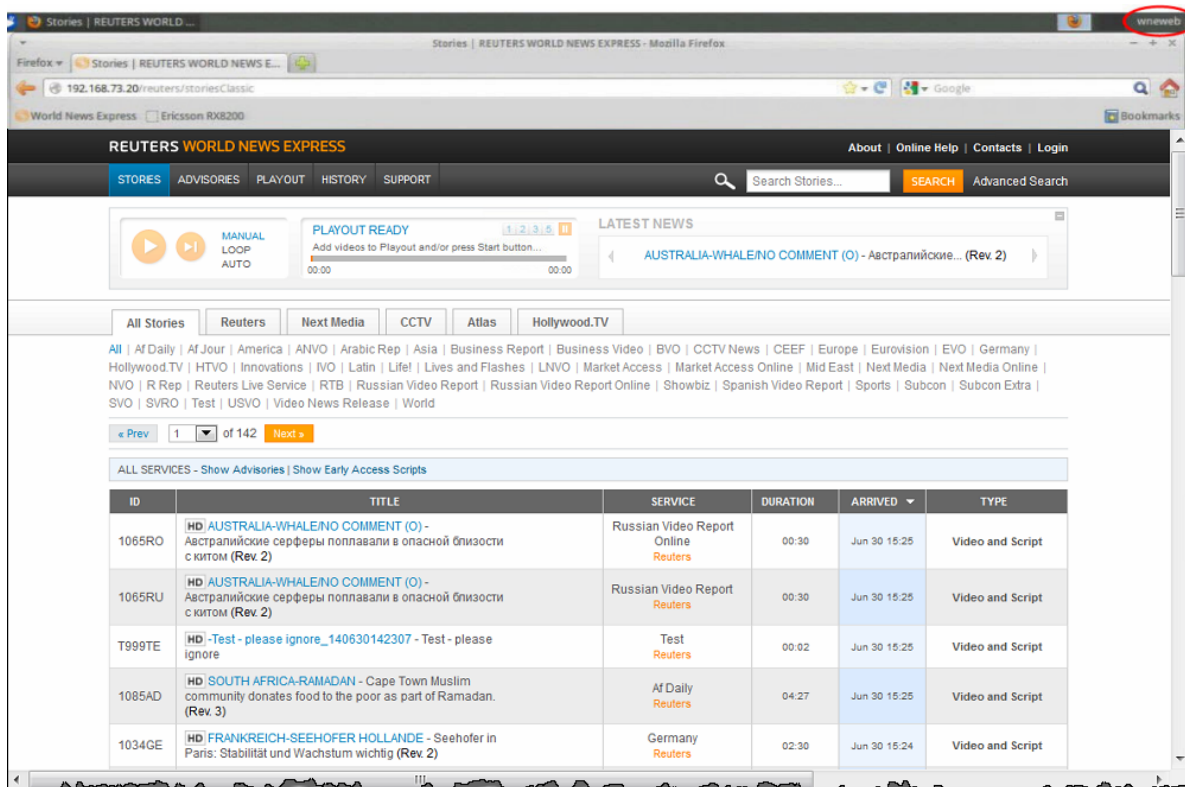 Stories | REUTERS WORLD ...
wneweb
Stories | REUTERS WORLD NEWS EXPRESS - Mozilla Firefox
Firefox
Stories | REUTERS WORLD NEWS E...
192.168.73.20/reuters/storiesClassic
Google
World News Express
Ericsson RX8200
Bookmarks
REUTERS WORLD NEWS EXPRESS
About | Online Help | Contacts | Login
STORIES ADVISORIES PLAYOUT HISTORY SUPPORT
Search Stories...
SEARCH
Advanced Search
MANUAL
LOOP
AUTO
PLAYOUT READY
1 2 3 5
Add videos to Playout and/or press Start button...
00:00
00:00
LATEST NEWS
AUSTRALIA-WHALE/NO COMMENT (O) - Австралийские... (Rev. 2)
All Stories
Reuters
Next Media
CCTV
Atlas
Hollywood.TV
All | Af Daily | Af Jour | America | ANVO | Arabic Rep | Asia | Business Report | Business Video | BVO | CCTV News | CEEF | Europe | Eurovision | EVO | Germany |
Hollywood.TV | HTVO | Innovations | IVO | Latin | Life! | Lives and Flashes | LNVO | Market Access | Market Access Online | Mid East | Next Media | Next Media Online |
NVO | R Rep | Reuters Live Service | RTB | Russian Video Report | Russian Video Report Online | Showbiz | Spanish Video Report | Sports | Subcon | Subcon Extra |
SVO | SVRO | Test | USVO | Video News Release | World
« Prev 1 of 142 Next »
ALL SERVICES - Show Advisories | Show Early Access Scripts
ID TITLE SERVICE DURATION ARRIVED TYPE
1065RO
HD AUSTRALIA-WHALE/NO COMMENT (O) -
Австралийские серферы поплавали в опасной близости
с китом (Rev. 2)
Russian Video Report
Online
Reuters
00:30
Jun 30 15:25
Video and Script
1065RU
HD AUSTRALIA-WHALE/NO COMMENT (O) -
Австралийские серферы поплавали в опасной близости
с китом (Rev. 2)
Russian Video Report
Reuters
00:30
Jun 30 15:25
Video and Script
T999TE
HD -Test - please ignore_140630142307 - Test - please
ignore
Test
Reuters
00:02
Jun 30 15:25
Video and Script
1085AD
HD SOUTH AFRICA-RAMADAN - Cape Town Muslim
community donates food to the poor as part of Ramadan.
(Rev. 3)
Af Daily
Reuters
04:27
Jun 30 15:25
Video and Script
1034GE
HD FRANKREICH-SEEHOFER HOLLANDE - Seehofer in
Paris: Stabilität und Wachstum wichtig (Rev. 2)
Germany
Reuters
02:30
Jun 30 15:24
Video and Script